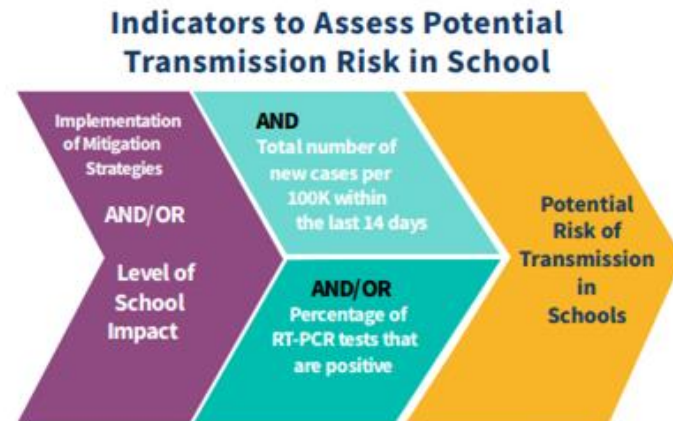 Indicators to Assess Potential
Transmission Risk in School
Implementation
of Mitigation
Strategies
AND/OR
Level of
School
Impact
AND
Total number of
new cases per
100K within
the last 14 days
AND/OR
Percentage of
RT-PCR tests that
are positive
Potential
Risk of
Transmission
in
Schools